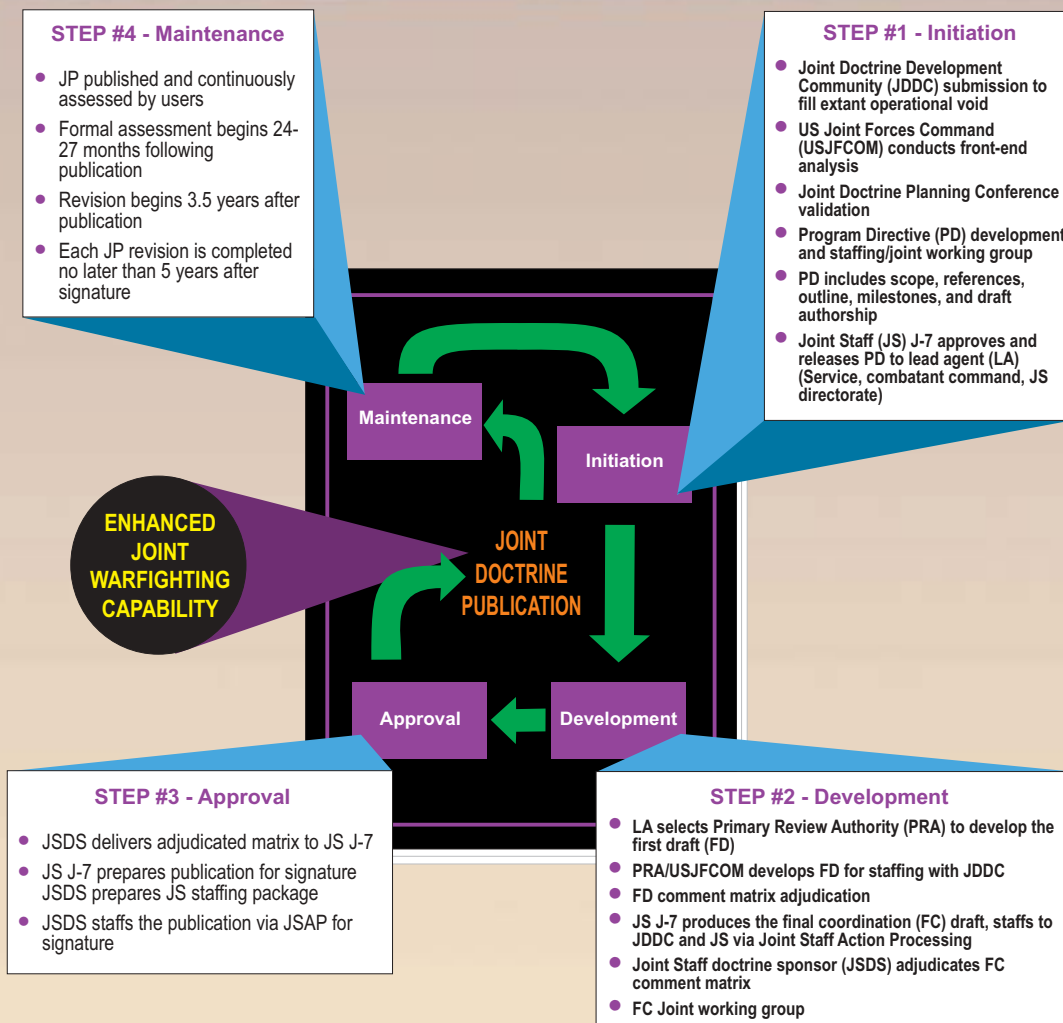 STEP #4 - Maintenance
JP published and continuously
assessed by users
Formal assessment begins 24-
27 months following
publication
Revision begins 3.5 years after
publication
Each JP revision is completed
no later than 5 years after
signature
STEP #1 - Initiation
Joint Doctrine Development
Community (JDDC) submission to
fill extant operational void
US Joint Forces Command
(USJFCOM) conducts front-end
analysis
Joint Doctrine Planning Conference
validation
Program Directive (PD) development
and staffing/joint working group
PD includes scope, references,
outline, milestones, and draft
authorship
Joint Staff (JS) J-7 approves and
releases PD to lead agent (LA)
(Service, combatant command, JS
directorate)
Maintenance
Initiation
ENHANCED
JOINT
WARFIGHTING
CAPABILITY
JOINT
DOCTRINE
PUBLICATION
Approval
Development
STEP #3 - Approval
JSDS delivers adjudicated matrix to JS J-7
JS J-7 prepares publication for signature
JSDS prepares JS staffing package
JSDS staffs the publication via JSAP for
signature
STEP #2 - Development
LA selects Primary Review Authority (PRA) to develop the
first draft (FD)
PRA/USJFCOM develops FD for staffing with JDDC
FD comment matrix adjudication
JS J-7 produces the final coordination (FC) draft, staffs to
JDDC and JS via Joint Staff Action Processing
Joint Staff doctrine sponsor (JSDS) adjudicates FC
comment matrix
FC Joint working group